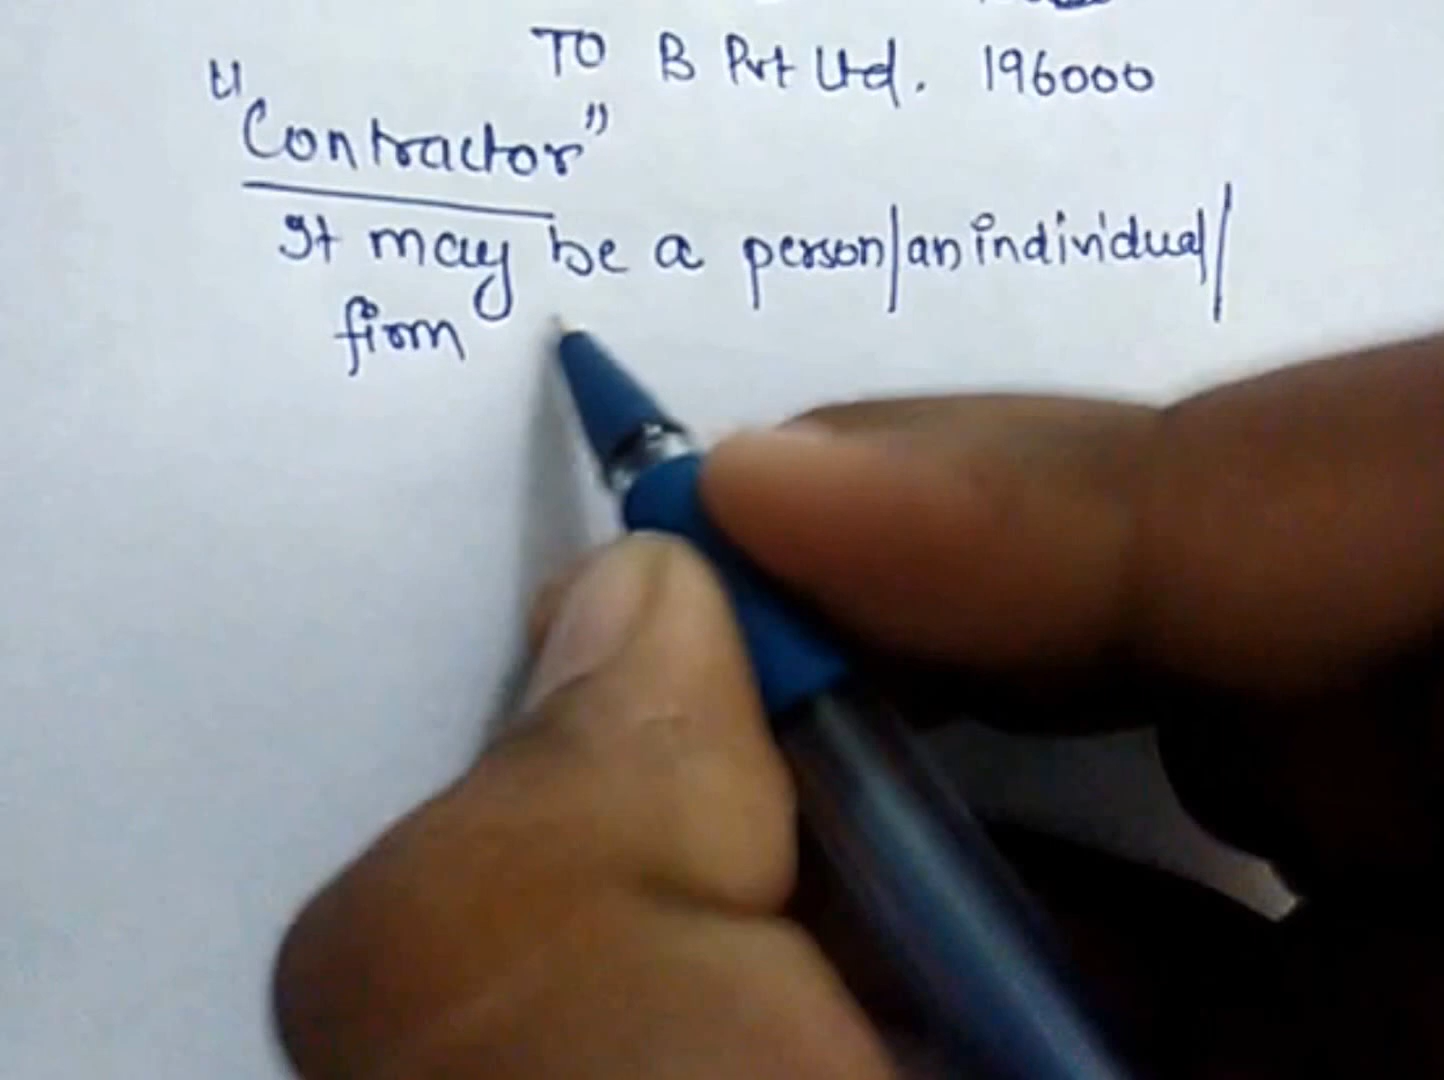 TO B Pvt Ltd. 196000
"Contractor"
It may be a person/an individual/
firm